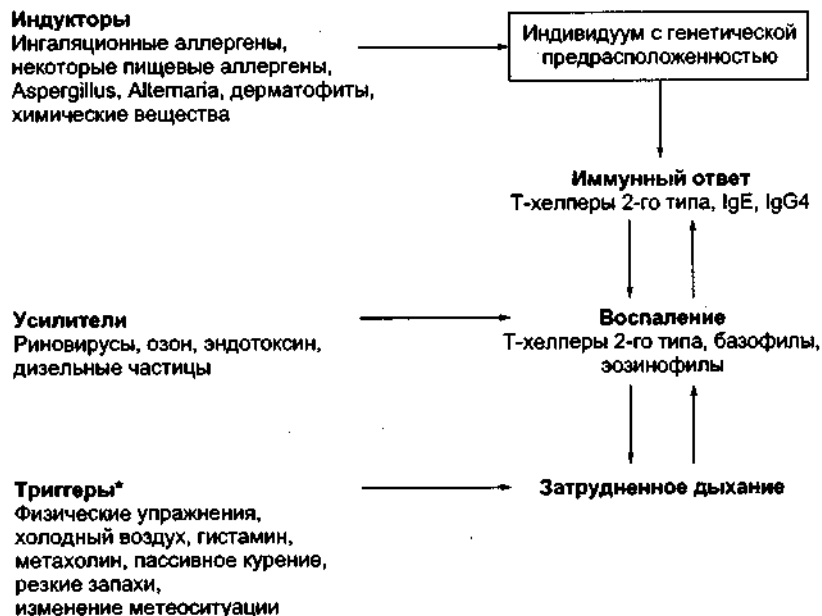 Индукторы
Ингаляционные аллергены,
некоторые пищевые аллергены,
Aspergillus, Alternaria, дерматофиты,
химические вещества
Индивидуум с генетической
предрасположенностью
Иммунный ответ
Т-хелперы 2-го типа, IgE, IgG4
Усилители
Риновирусы, озон, эндотоксин,
дизельные частицы
Воспаление
Т-хелперы 2-го типа, базофилы,
эозинофилы
Триггеры*
Физические упражнения,
холодный воздух, гистамин,
метахолин, пассивное курение,
резкие запахи,
изменение метеоситуации
Затрудненное дыхание